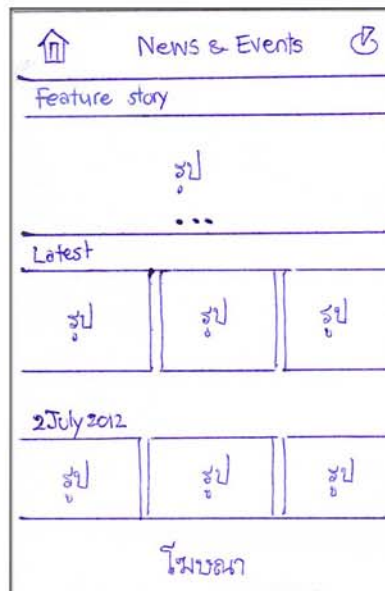 News & Events
Feature story
รูป
Latest
รูป รูป รูป
2 July 2012
รูป รูป รูป
โฆษณา